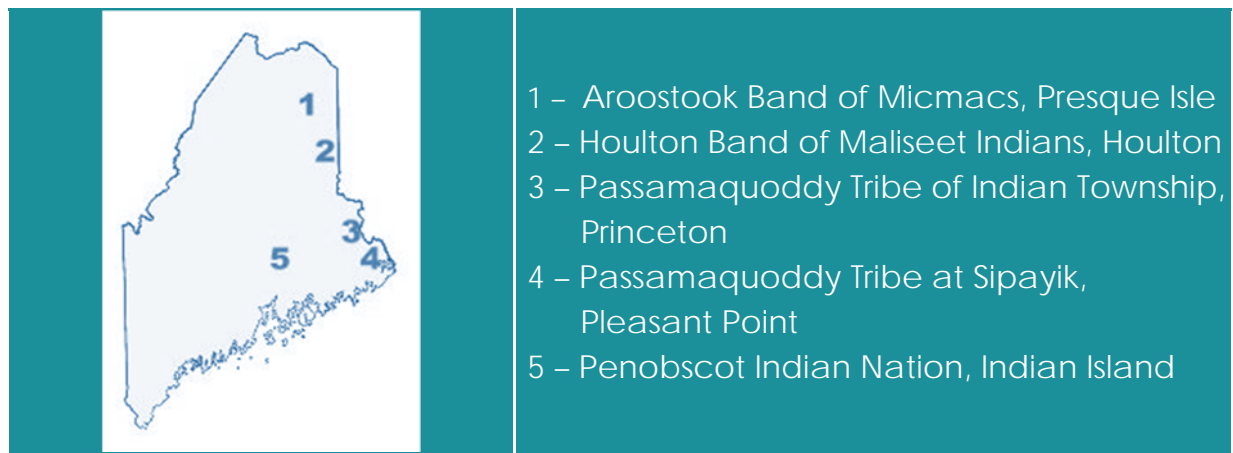 1
2
3
4
5
1 – Aroostook Band of Micmacs, Presque Isle
2 – Houlton Band of Maliseet Indians, Houlton
3 – Passamaquoddy Tribe of Indian Township,
Princeton
4 – Passamaquoddy Tribe at Sipayik,
Pleasant Point
5 – Penobscot Indian Nation, Indian Island